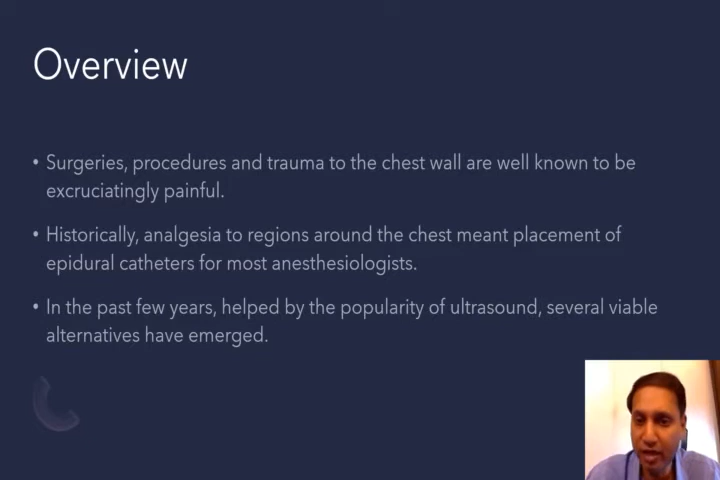 Overview
• Surgeries, procedures and trauma to the chest wall are well known to be
excruciatingly painful.
• Historically, analgesia to regions around the chest meant placement of
epidural catheters for most anesthesiologists.
• In the past few years, helped by the popularity of ultrasound, several viable
alternatives have emerged.